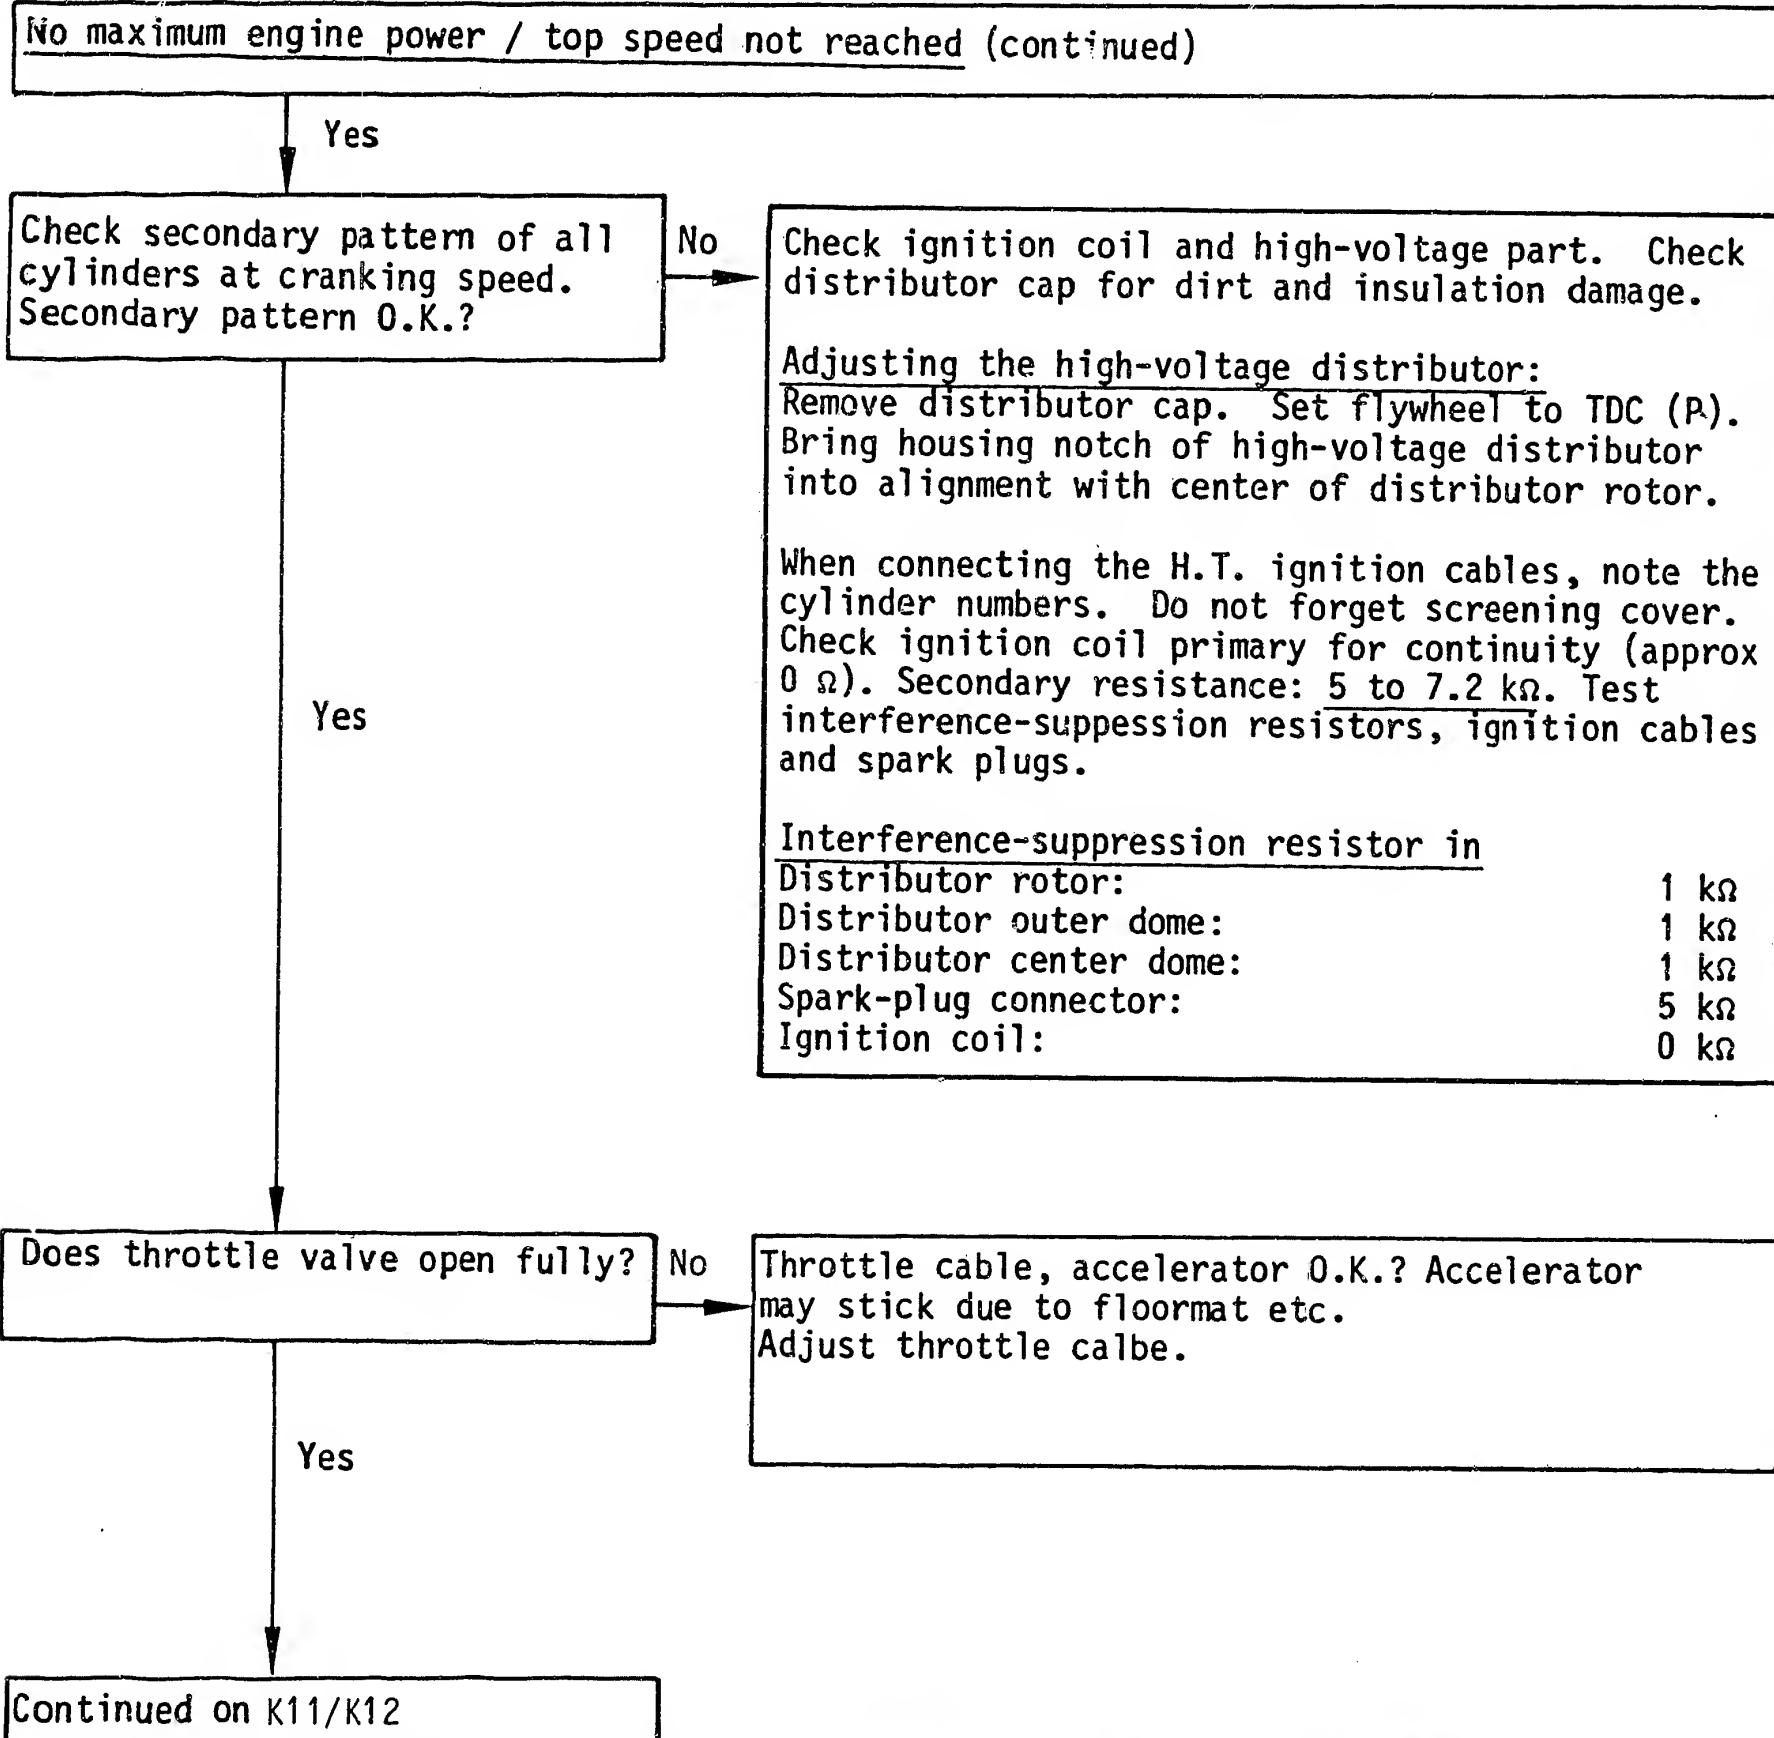 No maximum engine power / top speed not reached (continued)
Yes
Check secondary pattern of all
cylinders at cranking speed.
Secondary pattern O.K.?
No
Check ignition coil and high-voltage part. Check
distributor cap for dirt and insulation damage.
Adjusting the high-voltage distributor:
Remove distributor cap. Set flywheel to TDC (R).
Bring housing notch of high-voltage distributor
into alignment with center of distributor rotor.
When connecting the H.T. ignition cables, note the
cylinder numbers. Do not forget screening cover.
Check ignition coil primary for continuity (approx
0 Ω). Secondary resistance: 5 to 7.2 kΩ. Test
interference-suppession resistors, ignition cables
and spark plugs.
Interference-suppression resistor in
Distributor rotor: 1 kΩ
Distributor outer dome: 1 kΩ
Distributor center dome: 1 kΩ
Spark-plug connector: 5 kΩ
Ignition coil: 0 kΩ
Yes
Does throttle valve open fully?
No
Throttle cable, accelerator O.K.? Accelerator
may stick due to floormat etc.
Adjust throttle calbe.
Yes
Continued on K11/K12